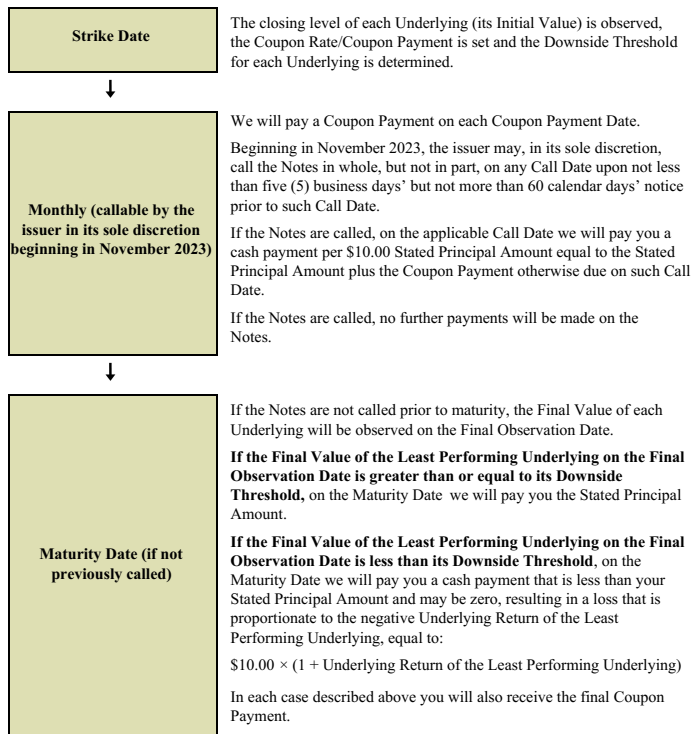 Strike Date
The closing level of each Underlying (its Initial Value) is observed,
the Coupon Rate/Coupon Payment is set and the Downside Threshold
for each Underlying is determined.
Monthly (callable by the
issuer in its sole discretion
beginning in November 2023)
We will pay a Coupon Payment on each Coupon Payment Date.
Beginning in November 2023, the issuer may, in its sole discretion,
call the Notes in whole, but not in part, on any Call Date upon not less
than five (5) business days’ but not more than 60 calendar days’ notice
prior to such Call Date.
If the Notes are called, on the applicable Call Date we will pay you a
cash payment per $10.00 Stated Principal Amount equal to the Stated
Principal Amount plus the Coupon Payment otherwise due on such Call
Date.
If the Notes are called, no further payments will be made on the
Notes.
Maturity Date (if not
previously called)
If the Notes are not called prior to maturity, the Final Value of each
Underlying will be observed on the Final Observation Date.
If the Final Value of the Least Performing Underlying on the Final
Observation Date is greater than or equal to its Downside
Threshold, on the Maturity Date we will pay you the Stated Principal
Amount.
If the Final Value of the Least Performing Underlying on the Final
Observation Date is less than its Downside Threshold, on the
Maturity Date we will pay you a cash payment that is less than your
Stated Principal Amount and may be zero, resulting in a loss that is
proportionate to the negative Underlying Return of the Least
Performing Underlying, equal to:
$10.00 × (1 + Underlying Return of the Least Performing Underlying)
In each case described above you will also receive the final Coupon
Payment.